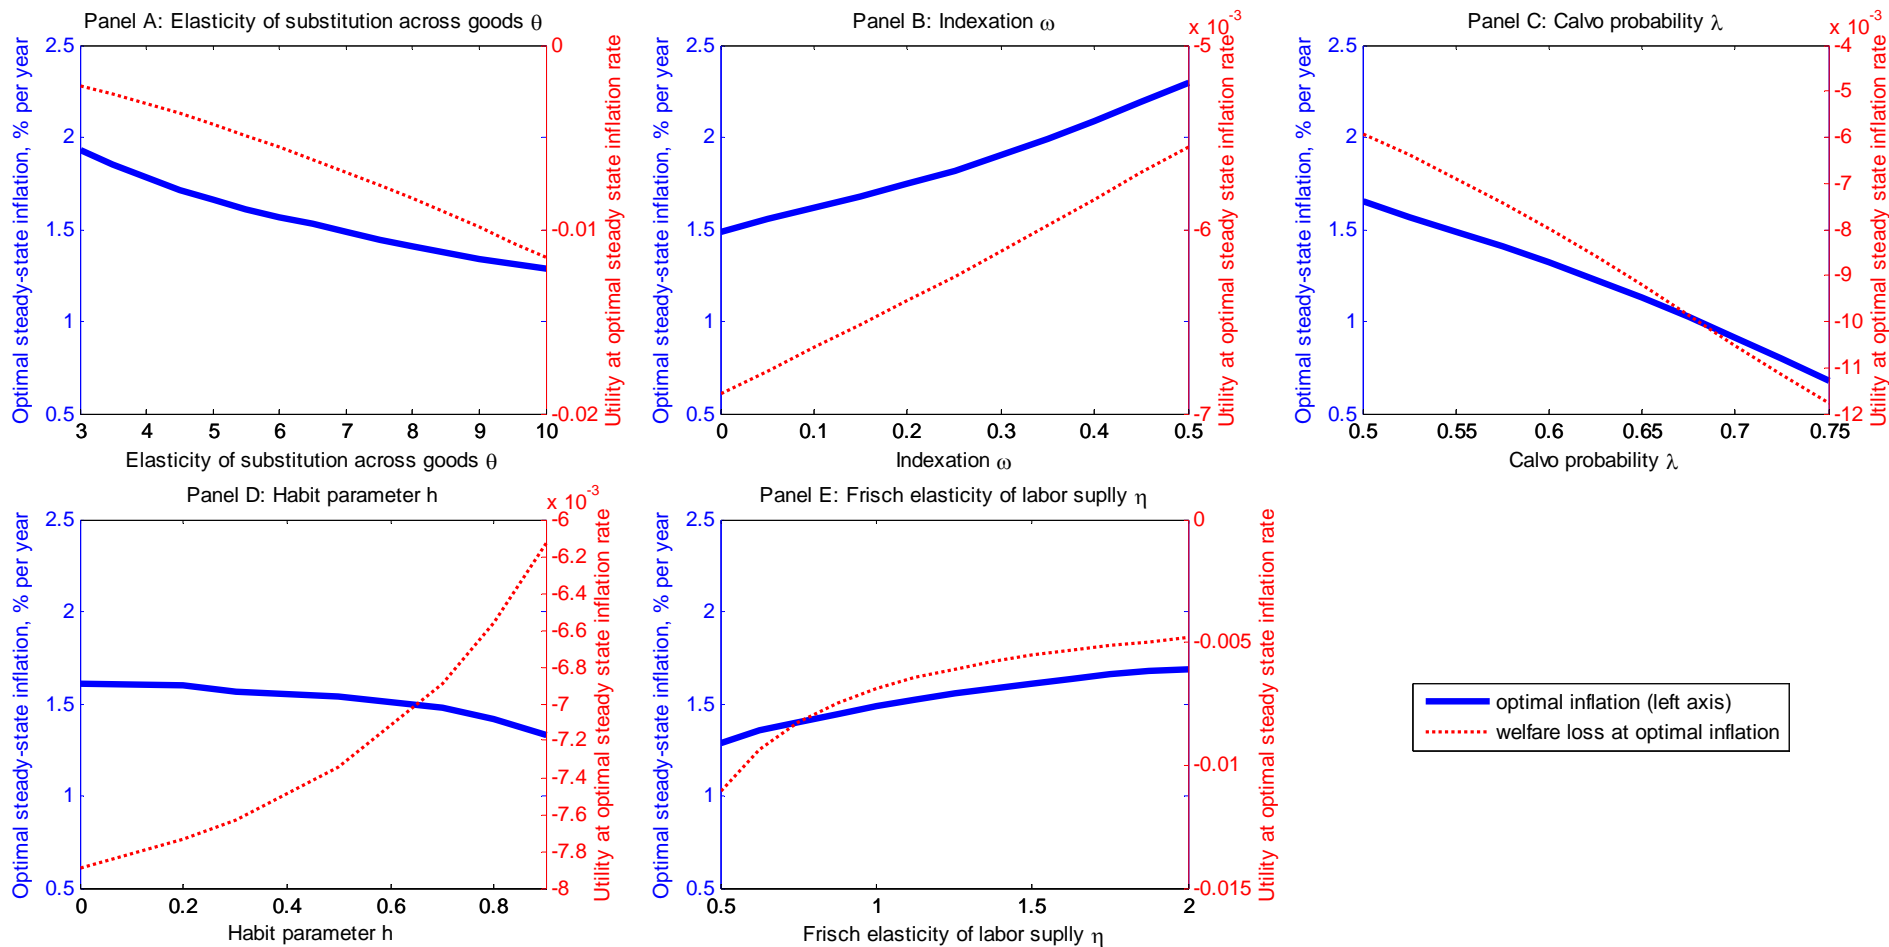 Panel A: Elasticity of substitution across goods θ
Optimal steady-state inflation, % per year
2.5
2
1.5
1
0.5
0
-0.01
-0.02
Utility at optimal steady state inflation rate
3 4 5 6 7 8 9 10
Elasticity of substitution across goods θ
Panel B: Indexation ω
x 10^-3
Optimal steady-state inflation, % per year
2.5
2
1.5
1
0.5
-5
-6
-7
Utility at optimal steady state inflation rate
0 0.1 0.2 0.3 0.4 0.5
Indexation ω
Panel C: Calvo probability λ
x 10^-3
Optimal steady-state inflation, % per year
2.5
2
1.5
1
0.5
-4
-5
-6
-7
-8
-9
-10
-11
-12
Utility at optimal steady state inflation rate
0.5 0.55 0.6 0.65 0.7 0.75
Calvo probability λ
Panel D: Habit parameter h
x 10^-3
Optimal steady-state inflation, % per year
2.5
2
1.5
1
0.5
-6
-6.2
-6.4
-6.6
-6.8
-7
-7.2
-7.4
-7.6
-7.8
-8
Utility at optimal steady state inflation rate
0 0.2 0.4 0.6 0.8
Habit parameter h
Panel E: Frisch elasticity of labor suplly η
Optimal steady-state inflation, % per year
2.5
2
1.5
1
0.5
0
-0.005
-0.01
-0.015
Utility at optimal steady state inflation rate
0.5 1 1.5 2
Frisch elasticity of labor suplly η
optimal inflation (left axis)
welfare loss at optimal inflation